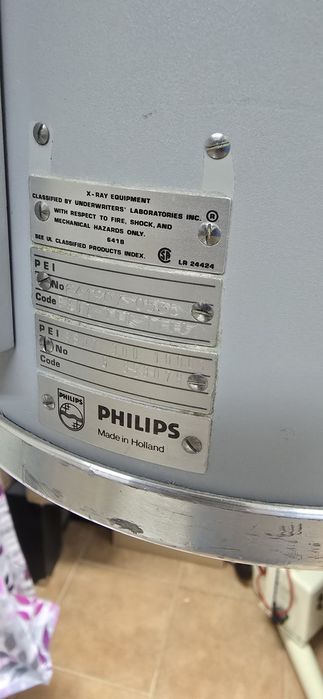 X-RAY EQUIPMENT
CLASSIFIED BY UNDERWRITERS' LABORATORIES INC. ®
WITH RESPECT TO FIRE, SHOCK, AND
MECHANICAL HAZARDS ONLY.
641B
SEE UL CLASSIFIED PRODUCTS INDEX.
LR 24424
PEI
No
Code
PEI
No
Code
PHILIPS
PHILIPS
Made in Holland